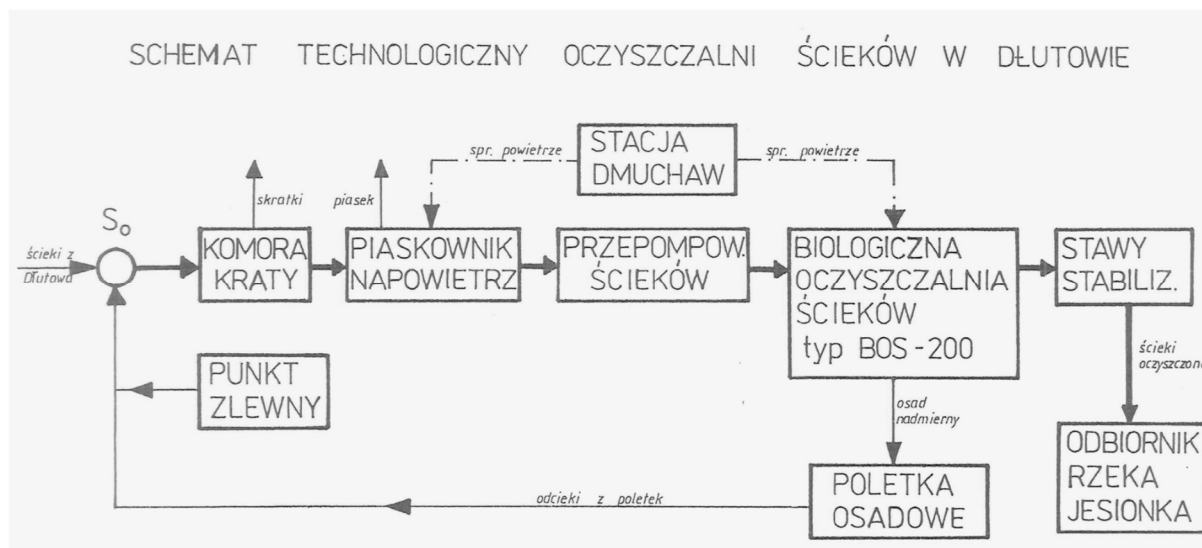 SCHEMAT TECHNOLOGICZNY OCZYSZCZALNI ŚCIEKÓW W DŁUTOWIE
STACJA
DMUCHAW
spr. powietrze
spr. powietrze
skratki
piasek
S₀
ścieki z
Dłutowa
KOMORA
KRATY
PIASKOWNIK
NAPOWIETRZ
PRZEPOMPOW.
ŚCIEKÓW
BIOLOGICZNA
OCZYSZCZALNIA
ŚCIEKÓW
typ BOS-200
STAWY
STABILIZ.
ścieki
oczyszczone
PUNKT
ZLEWNY
osad
nadmierny
ODBIORNIK
RZEKA
JESIONKA
POLETKA
OSADOWE
odcieki z poletek